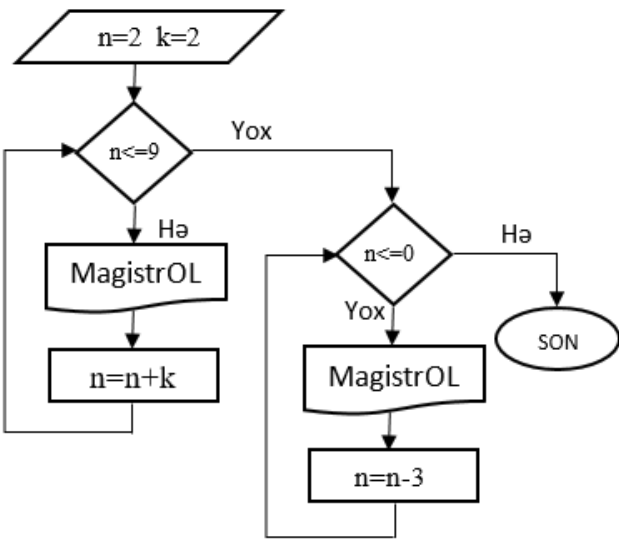 n=2 k=2
n<=9
Yox
Hə
MagistrOL
n=n+k
n<=0
Hə
Yox
SON
MagistrOL
n=n-3